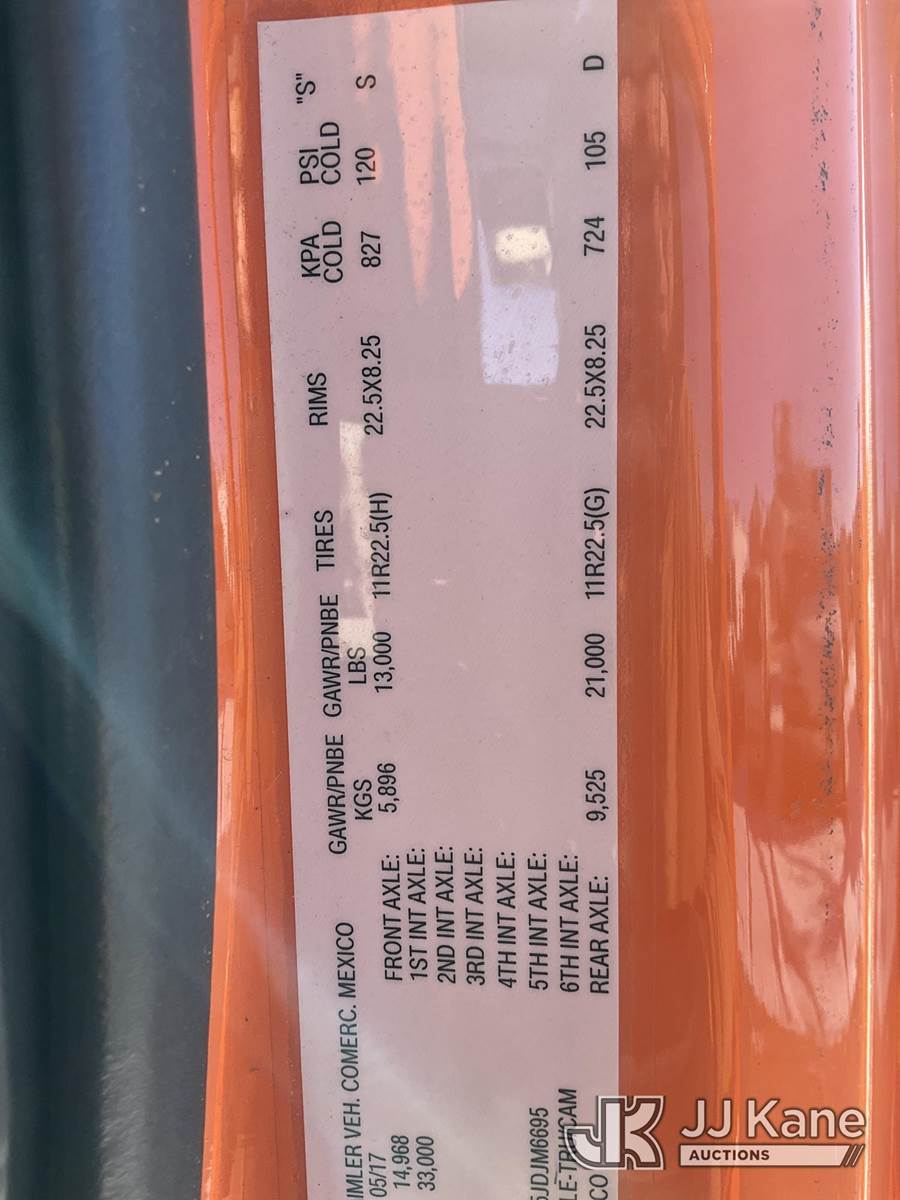 IMLER VEH. COMERC. MEXICO
05/17
14,968
33,000
5JDJM6695
CO
GAWR/PNBE GAWR/PNBE TIRES RIMS KPA PSI "S"
KGS LBS COLD COLD
FRONT AXLE: 5,896 13,000 11R22.5(H) 22.5X8.25 827 120 S
1ST INT AXLE:
2ND INT AXLE:
3RD INT AXLE:
4TH INT AXLE:
5TH INT AXLE:
6TH INT AXLE:
REAR AXLE: 9,525 21,000 11R22.5(G) 22.5X8.25 724 105 D
JK JJ Kane
AUCTIONS